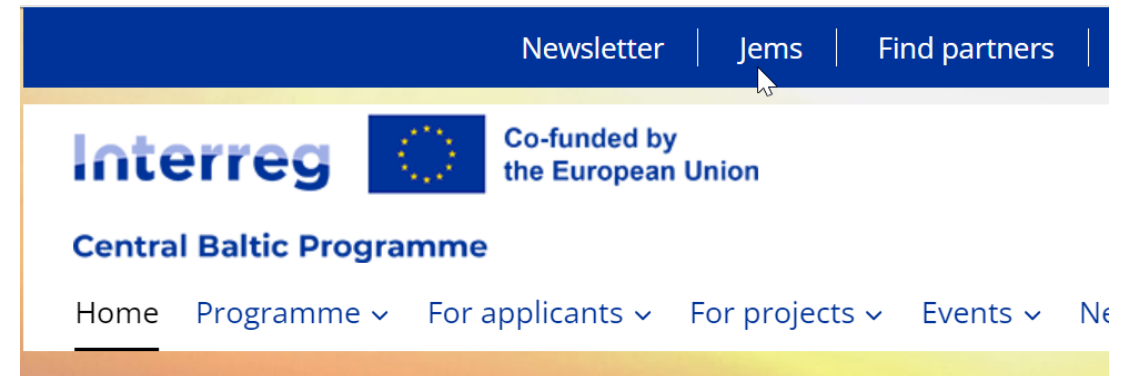 Newsletter Jems Find partners
Interreg
Co-funded by
the European Union
Central Baltic Programme
Home Programme For applicants For projects Events